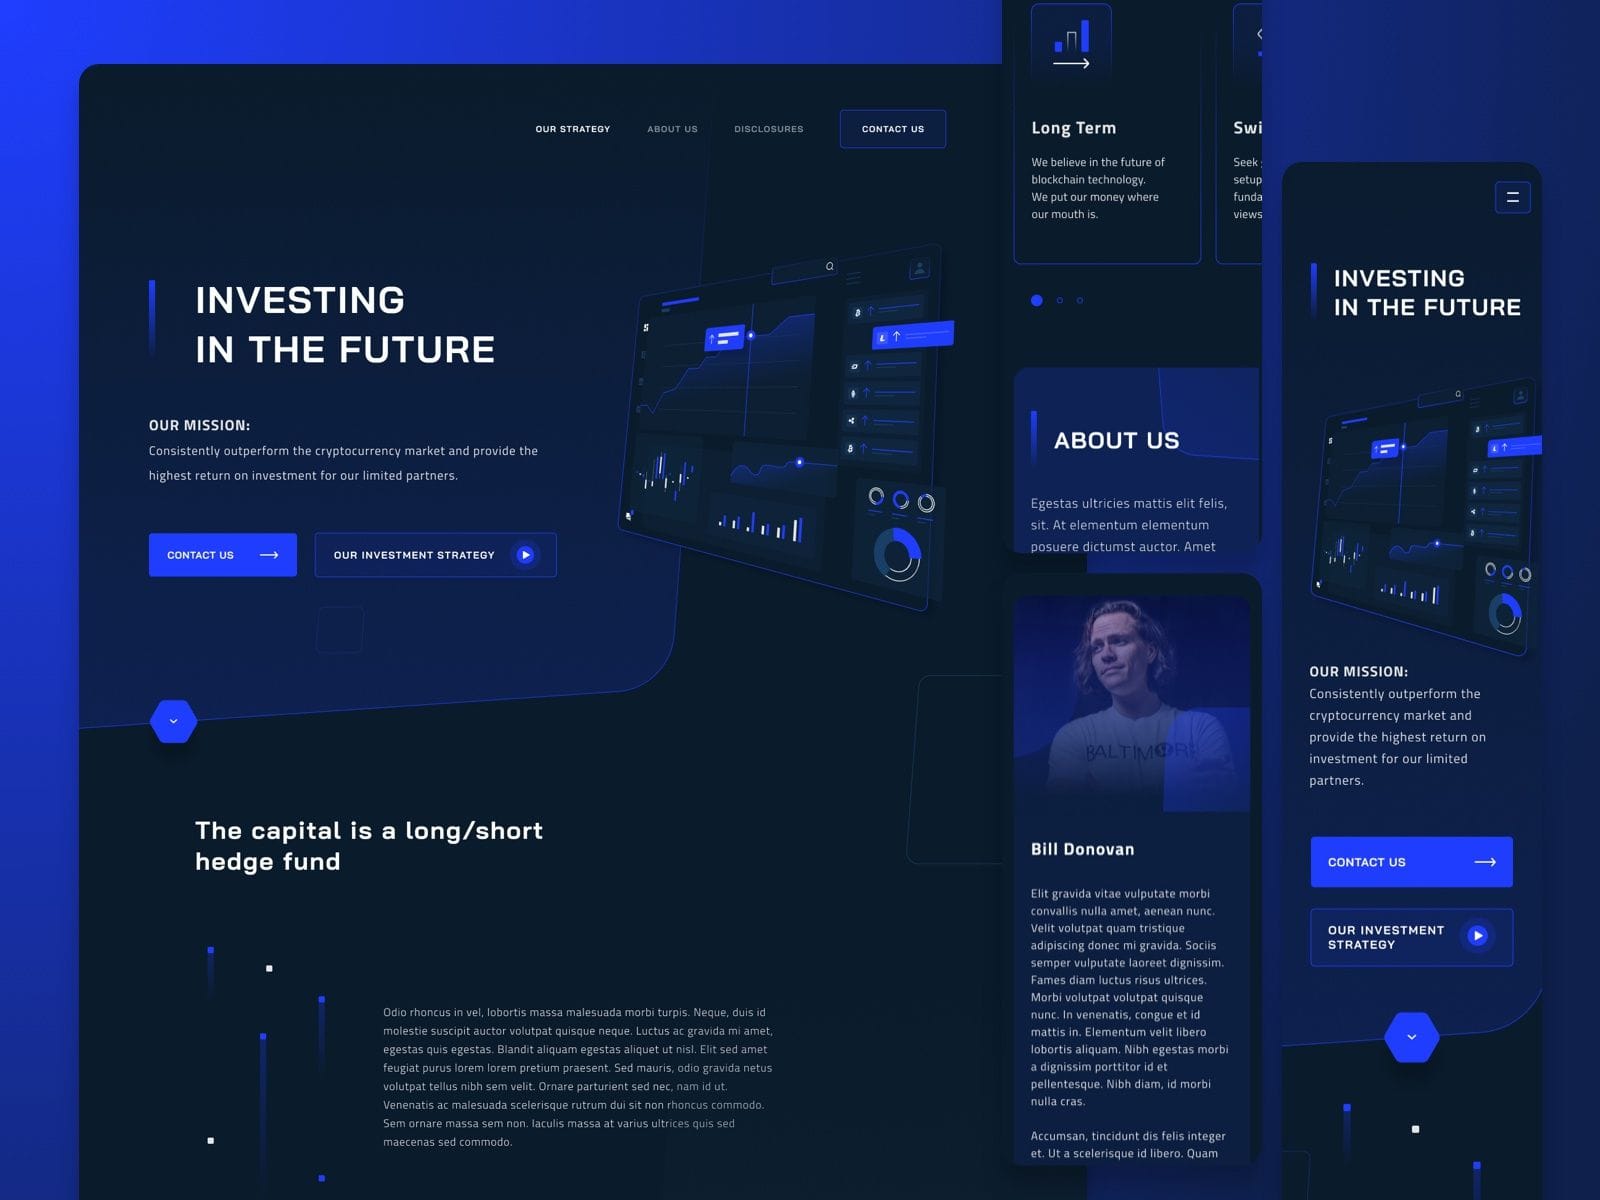 OUR STRATEGY
ABOUT US
DISCLOSURES
CONTACT US
INVESTING
IN THE FUTURE
OUR MISSION:
Consistently outperform the cryptocurrency market and provide the
highest return on investment for our limited partners.
CONTACT US
OUR INVESTMENT STRATEGY
The capital is a long/short
hedge fund
Odio rhoncus in vel, lobortis massa malesuada morbi turpis. Neque, duis id
molestie suscipit auctor volutpat quisque neque. Luctus ac gravida mi amet,
egestas quis egestas. Blandit aliquam egestas aliquet ut nisl. Elit sed amet
feugiat purus lorem lorem pretium praesent. Sed mauris, odio gravida netus
volutpat tellus nibh sem velit. Ornare parturient sed nec, nam id ut.
Venenatis ac malesuada scelerisque rutrum dui sit non rhoncus commodo.
Sem ornare massa sem non. Iaculis massa at varius ultrices quis sed
maecenas sed commodo.
Long Term
We believe in the future of
blockchain technology.
We put our money where
our mouth is.
Swi
Seek
setup
funda
views
ABOUT US
Egestas ultricies mattis elit felis,
sit. At elementum elementum
posuere dictumst auctor. Amet
BALTIMORE
Bill Donovan
Elit gravida vitae vulputate morbi
convallis nulla amet, aenean nunc.
Velit volutpat quam tristique
adipiscing donec mi gravida. Sociis
semper vulputate laoreet dignissim.
Fames diam luctus risus ultrices.
Morbi volutpat volutpat quisque
nunc. In venenatis, congue et id
mattis in. Elementum velit libero
lobortis aliquam. Nibh egestas morbi
a dignissim porttitor id et
pellentesque. Nibh diam, id morbi
nulla cras.
Accumsan, tincidunt dis felis integer
et. Ut a scelerisque id libero. Quam
INVESTING
IN THE FUTURE
OUR MISSION:
Consistently outperform the
cryptocurrency market and
provide the highest return on
investment for our limited
partners.
CONTACT US
OUR INVESTMENT
STRATEGY